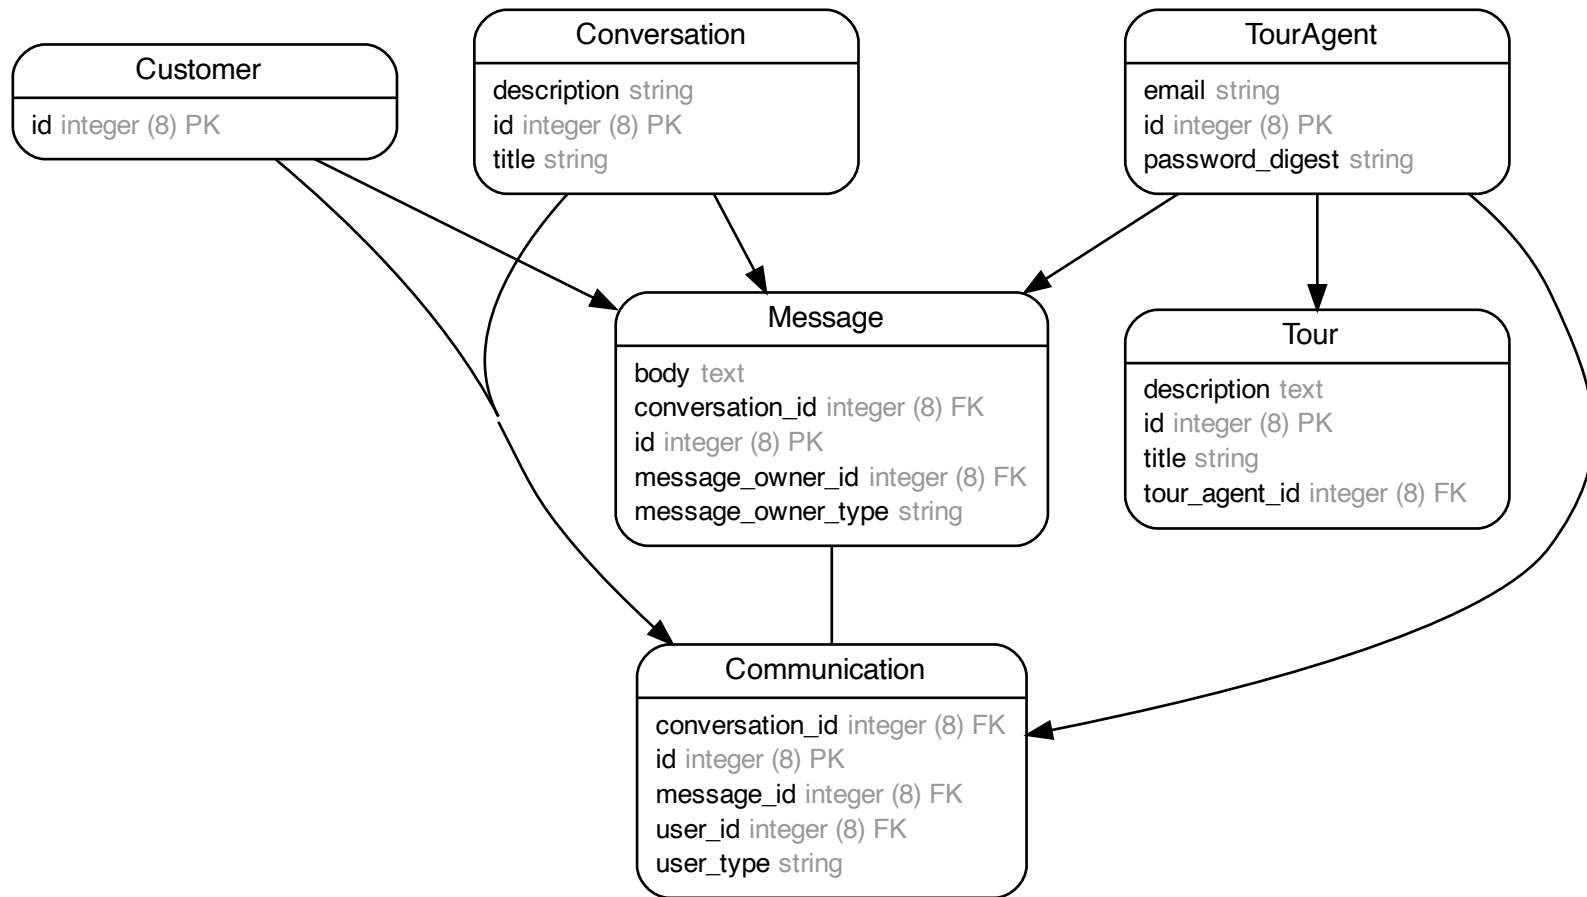 Customer
id integer (8) PK
Conversation
description string
id integer (8) PK
title string
TourAgent
email string
id integer (8) PK
password_digest string
Message
body text
conversation_id integer (8) FK
id integer (8) PK
message_owner_id integer (8) FK
message_owner_type string
Tour
description text
id integer (8) PK
title string
tour_agent_id integer (8) FK
Communication
conversation_id integer (8) FK
id integer (8) PK
message_id integer (8) FK
user_id integer (8) FK
user_type string